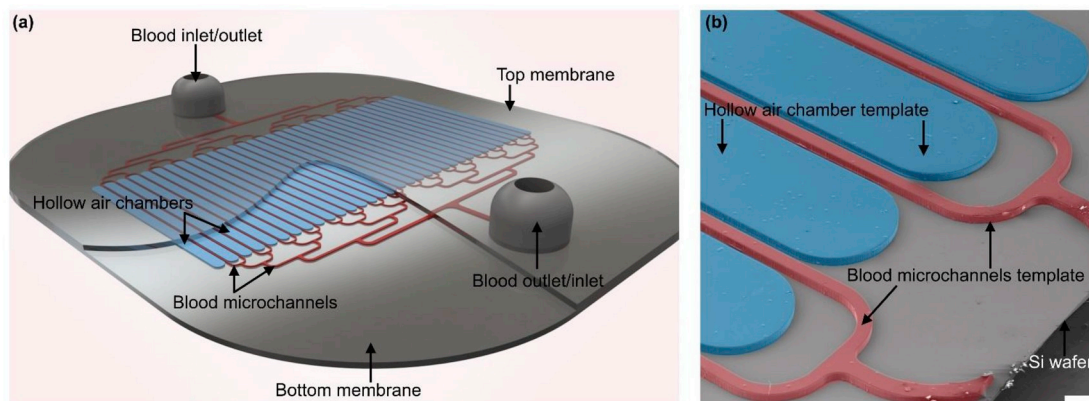 (a)
Blood inlet/outlet
Top membrane
Hollow air chambers
Blood microchannels
Blood outlet/inlet
Bottom membrane
(b)
Hollow air chamber template
Blood microchannels template
Si wafer